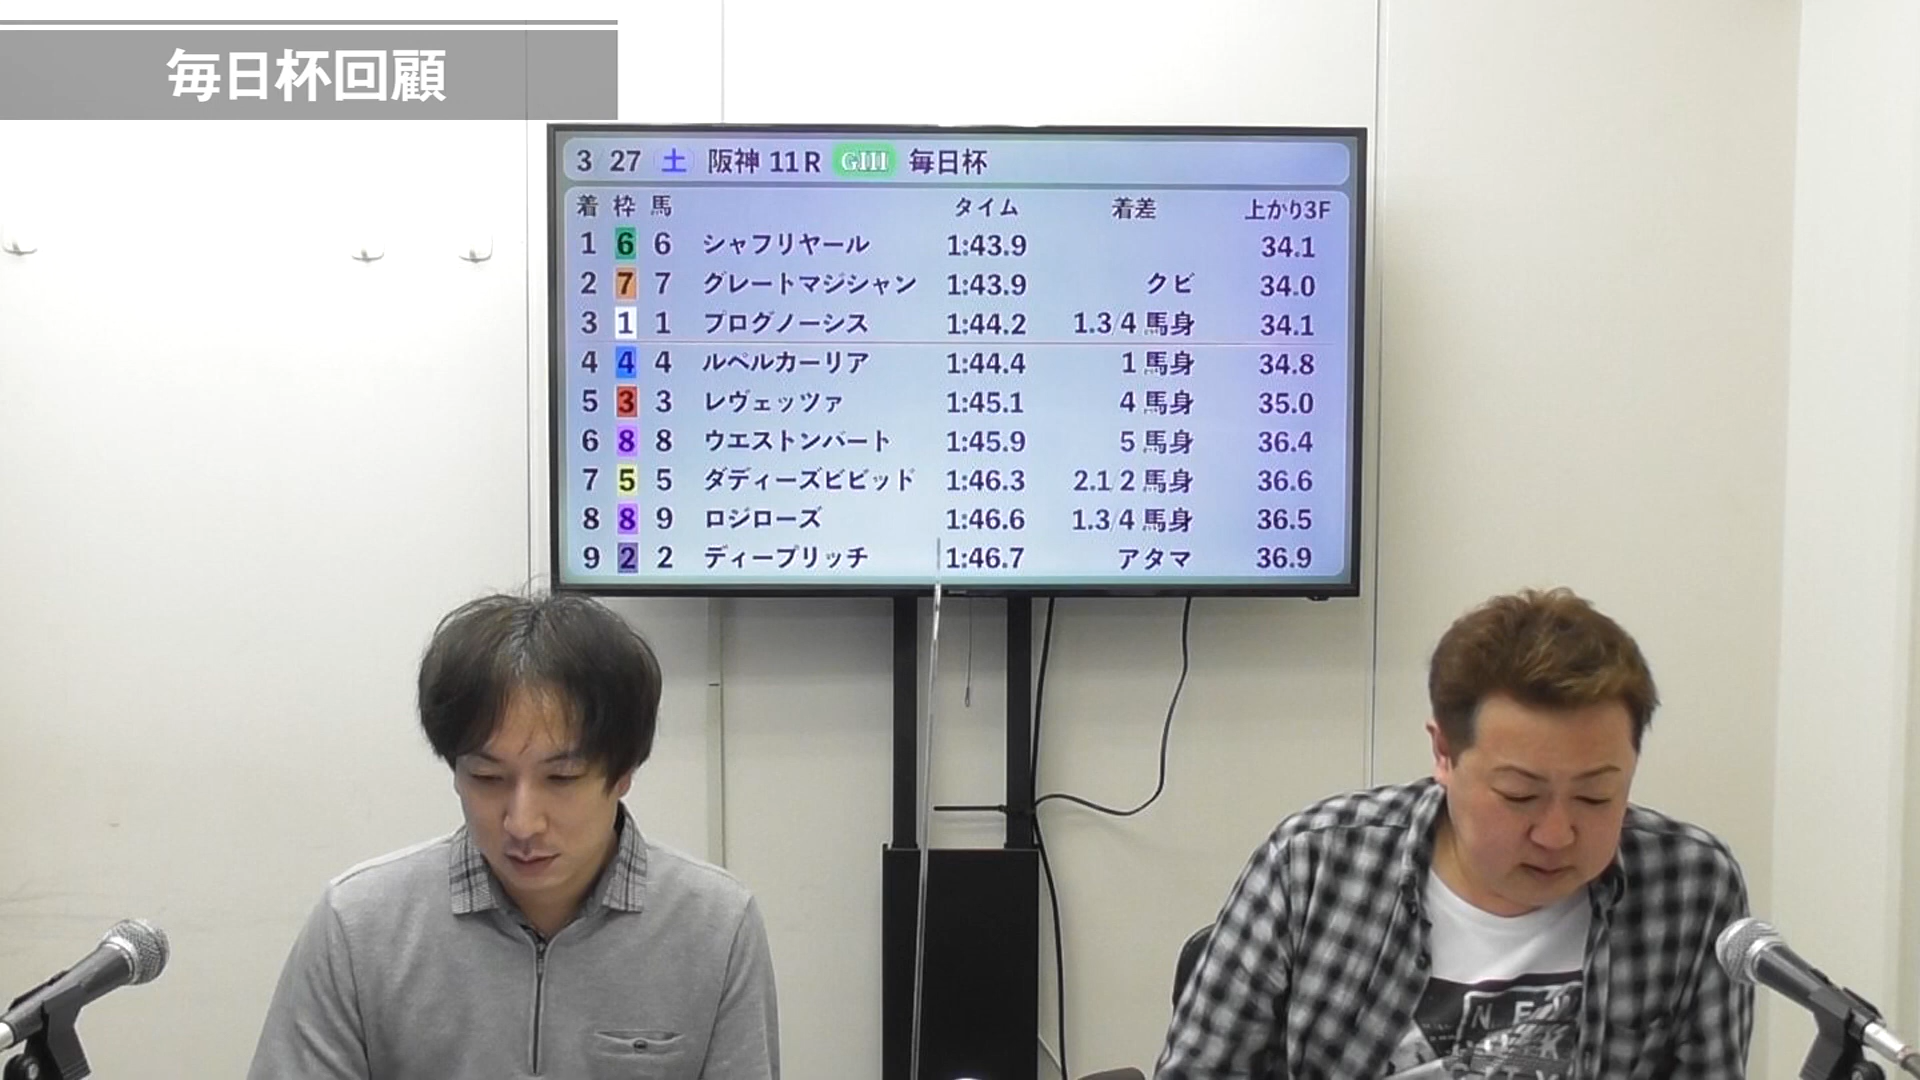 毎日杯回顧
3 27 土 阪神 11R GIII 毎日杯
着 枠 馬 タイム 着差 上がり3F
1 6 6 シャフリヤール 1:43.9 34.1
2 7 7 グレートマジシャン 1:43.9 クビ 34.0
3 1 1 プログノーシス 1:44.2 1.3/4 馬身 34.1
4 4 4 ルペルカーリア 1:44.4 1 馬身 34.8
5 3 3 レヴェッツァ 1:45.1 4 馬身 35.0
6 8 8 ウエストンバート 1:45.9 5 馬身 36.4
7 5 5 ダディーズビビッド 1:46.3 2.1/2 馬身 36.6
8 8 9 ロジローズ 1:46.6 1.3/4 馬身 36.5
9 2 2 ディープリッチ 1:46.7 アタマ 36.9